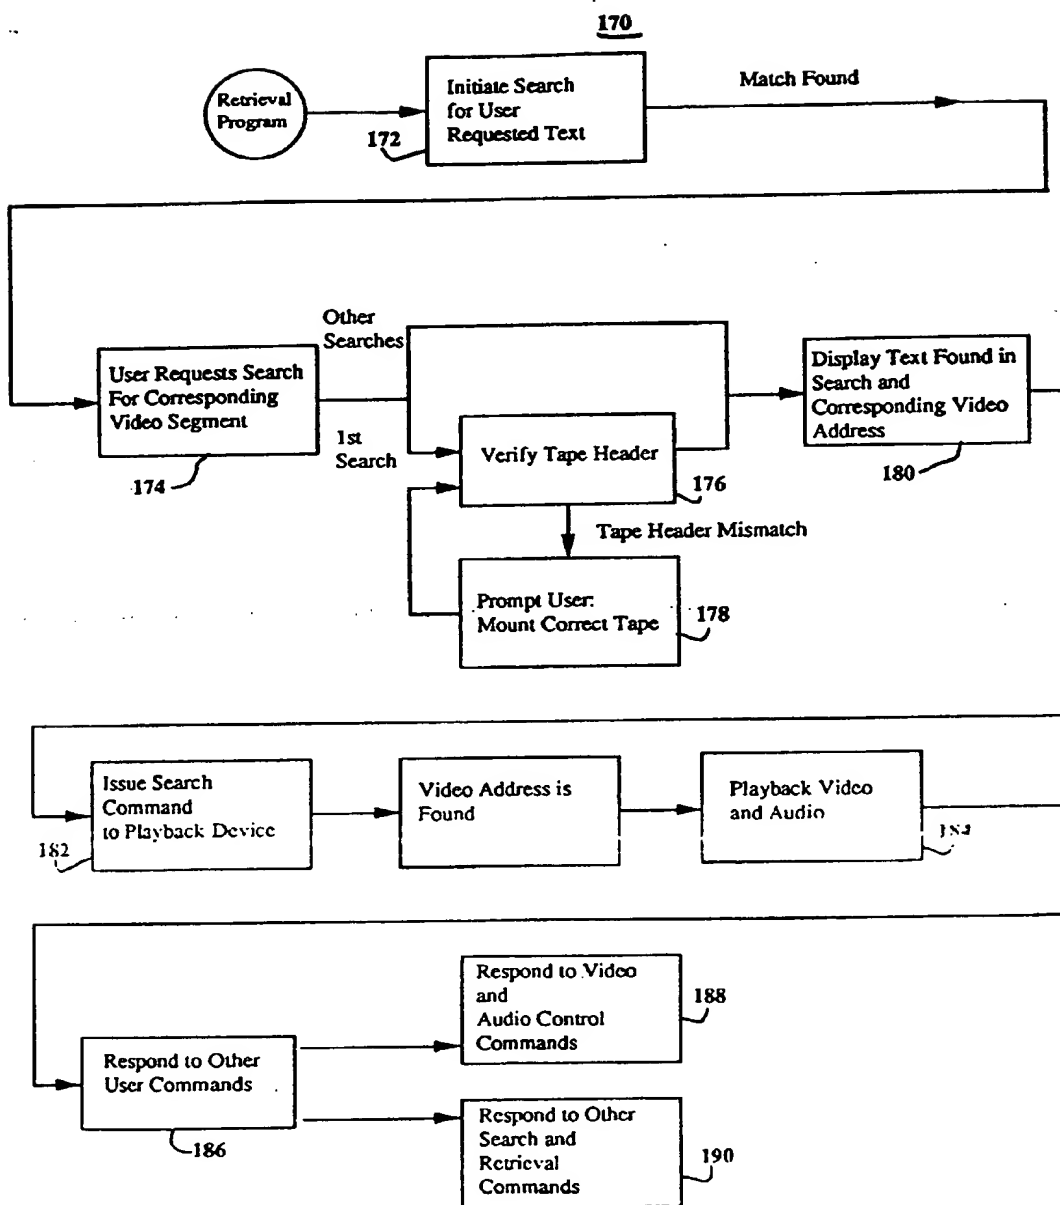 170
Retrieval
Program
Initiate Search
for User
Requested Text
172
Match Found
Other
Searches
User Requests Search
For Corresponding
Video Segment
174
1st
Search
Verify Tape Header
176
Tape Header Mismatch
Prompt User:
Mount Correct Tape
178
Display Text Found in
Search and
Corresponding Video
Address
180
Issue Search
Command
to Playback Device
182
Video Address is
Found
Playback Video
and Audio
184
Respond to Other
User Commands
186
Respond to Video
and
Audio Control
Commands
188
Respond to Other
Search and
Retrieval
Commands
190